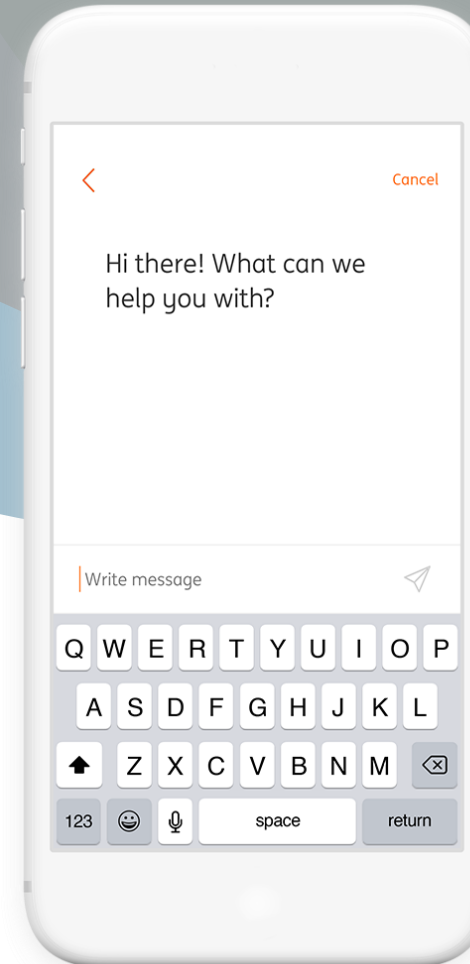 Cancel
Hi there! What can we
help you with?
Write message
Q W E R T Y U I O P
A S D F G H J K L
Z X C V B N M
123 space return